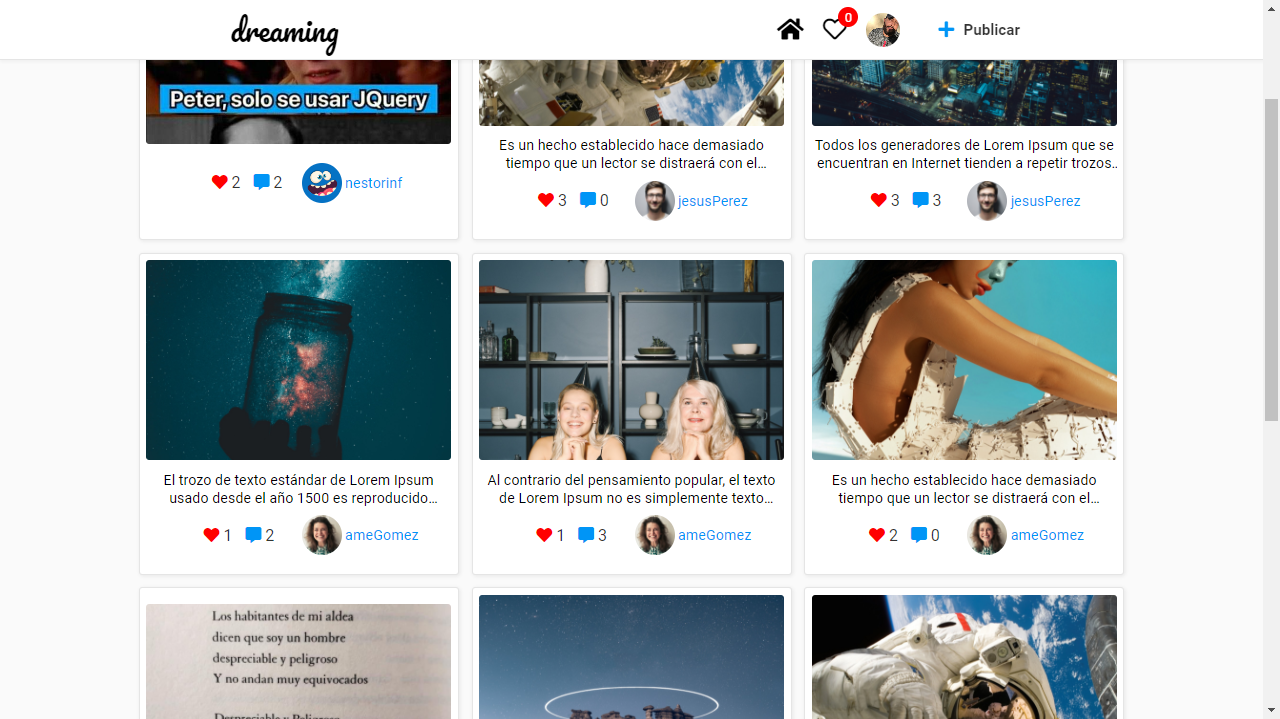 dreaming
0
Publicar
Peter, solo se usar JQuery
2 2 nestorinf
Es un hecho establecido hace demasiado
tiempo que un lector se distraerá con el...
3 0 jesusPerez
Todos los generadores de Lorem Ipsum que se
encuentran en Internet tienden a repetir trozos..
3 3 jesusPerez
El trozo de texto estándar de Lorem Ipsum
usado desde el año 1500 es reproducido...
1 2 ameGomez
Al contrario del pensamiento popular, el texto
de Lorem Ipsum no es simplemente texto...
1 3 ameGomez
Es un hecho establecido hace demasiado
tiempo que un lector se distraerá con el...
2 0 ameGomez
Los habitantes de mi aldea
dicen que soy un hombre
despreciable y peligroso
Y no andan muy equivocados
Despreciable y Peligroso